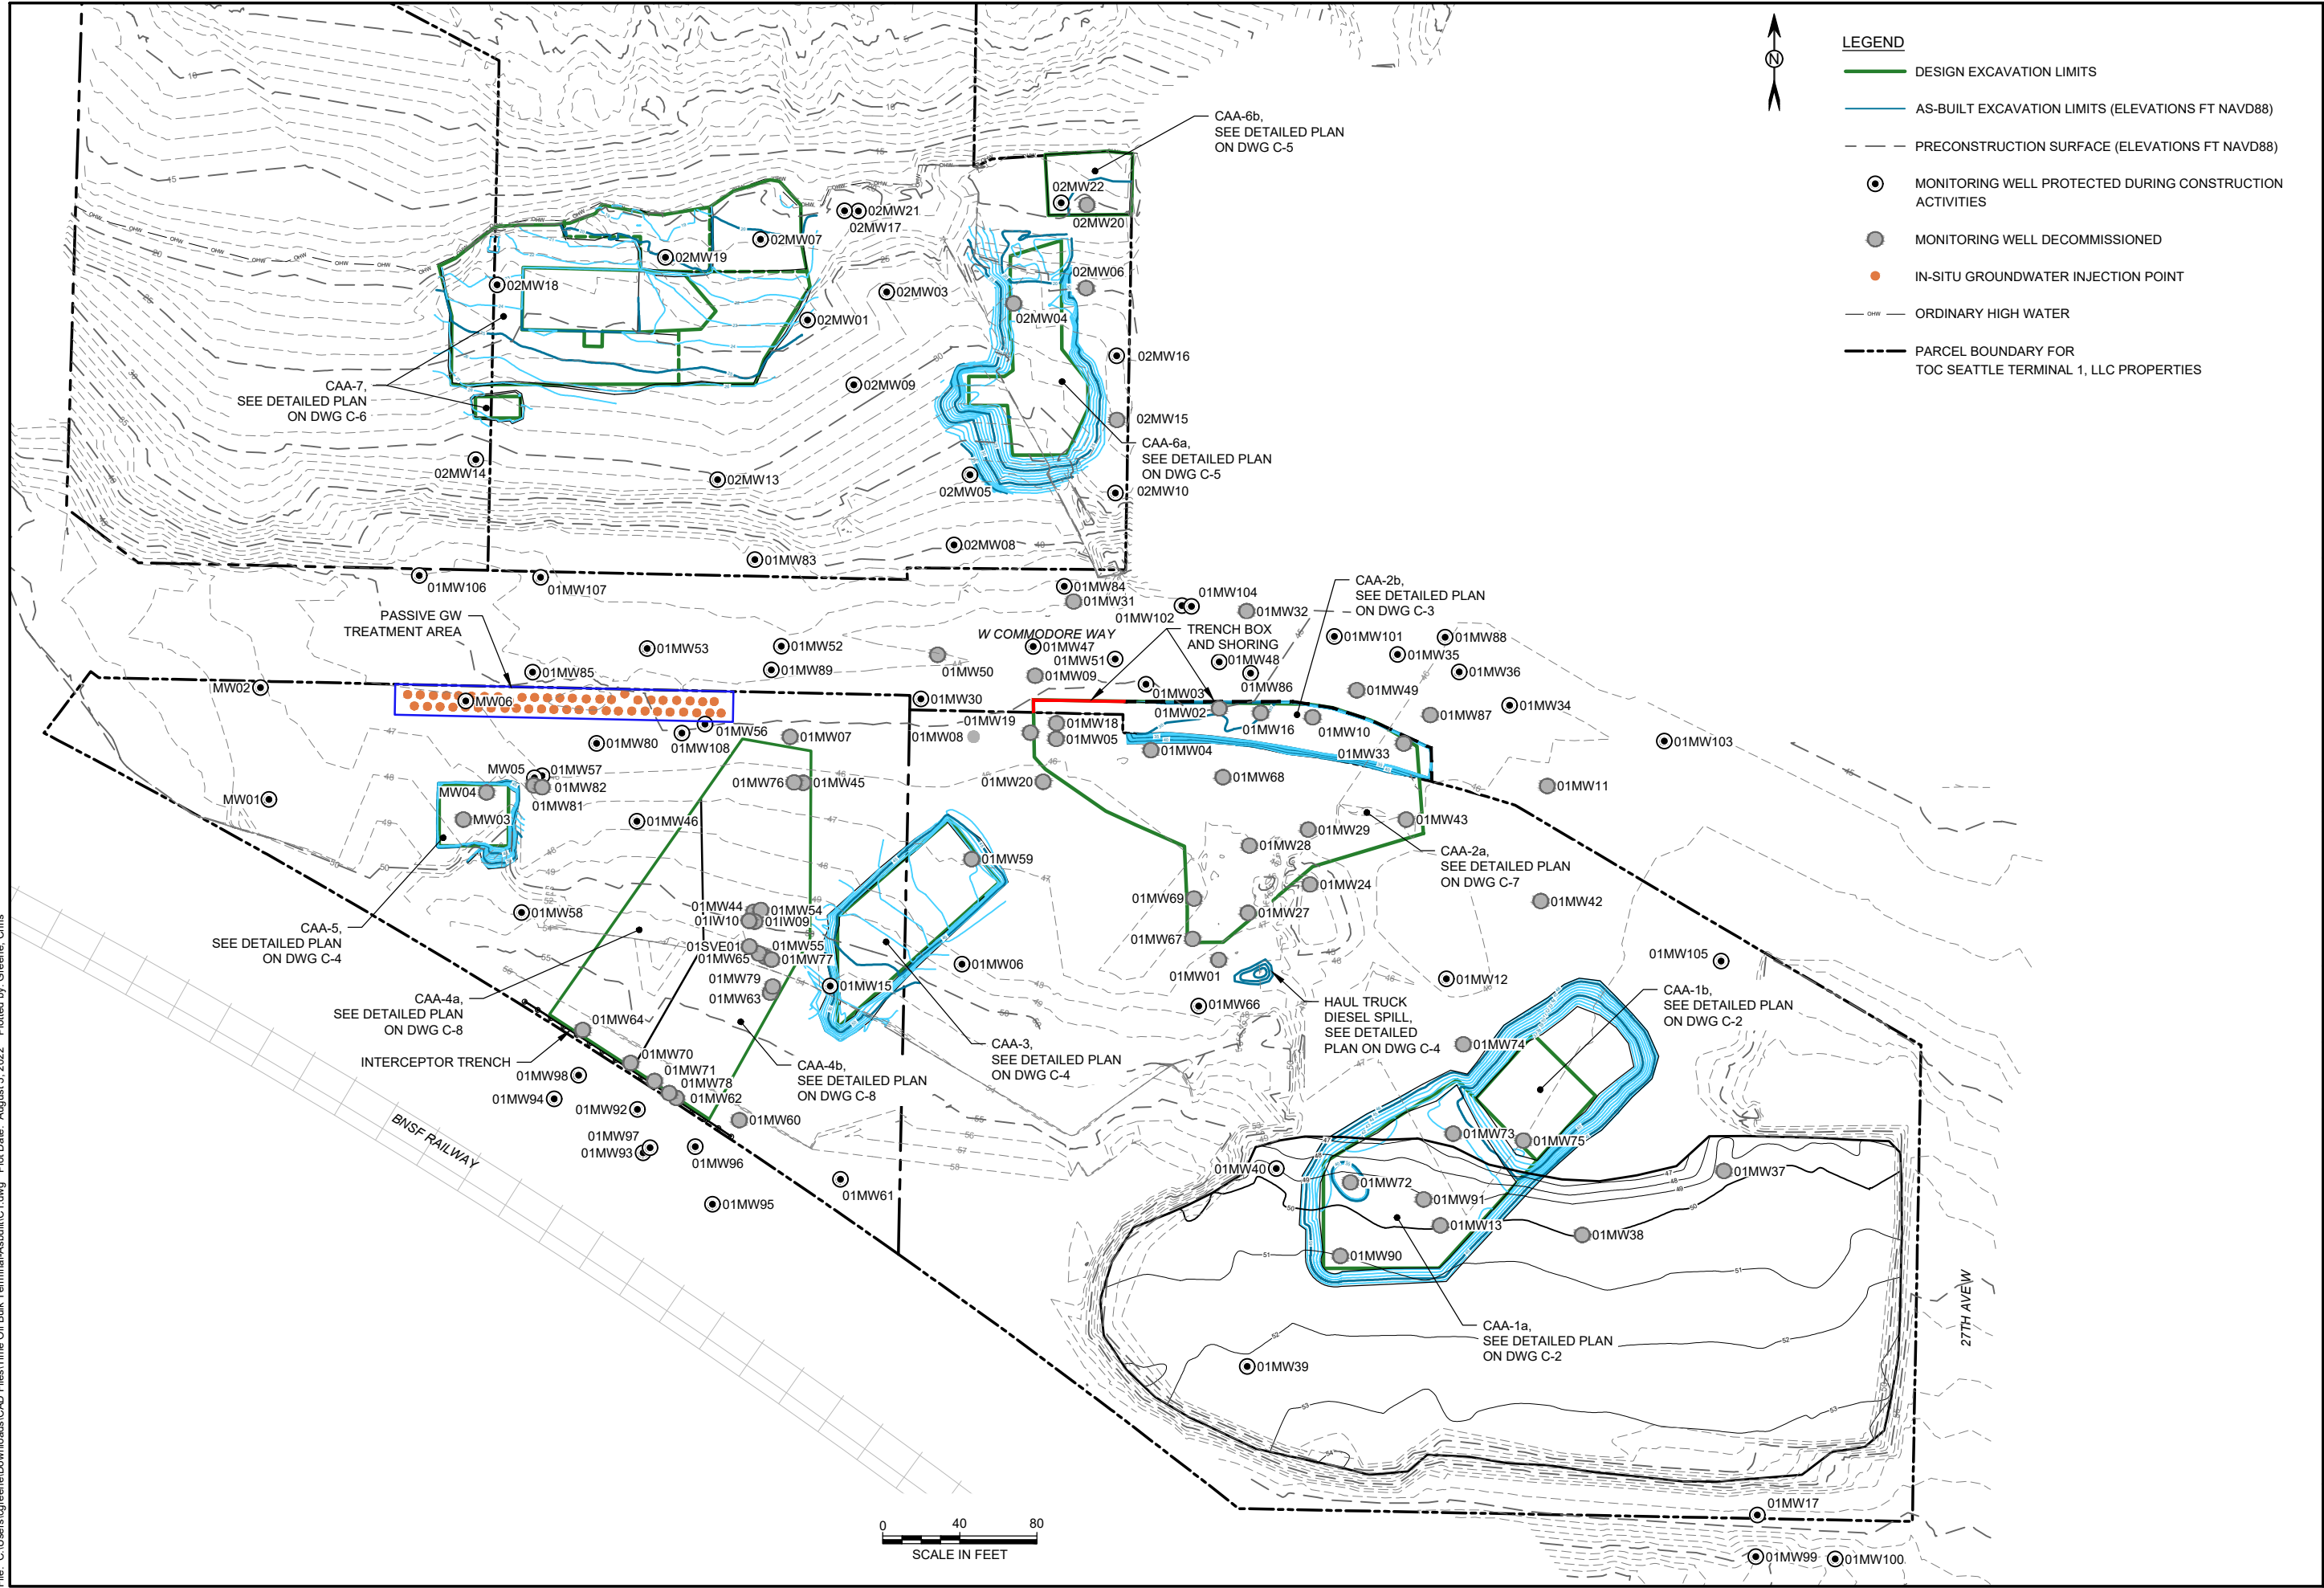 LEGEND
DESIGN EXCAVATION LIMITS
AS-BUILT EXCAVATION LIMITS (ELEVATIONS FT NAVD88)
PRECONSTRUCTION SURFACE (ELEVATIONS FT NAVD88)
MONITORING WELL PROTECTED DURING CONSTRUCTION
ACTIVITIES
MONITORING WELL DECOMMISSIONED
IN-SITU GROUNDWATER INJECTION POINT
OHW
ORDINARY HIGH WATER
PARCEL BOUNDARY FOR
TOC SEATTLE TERMINAL 1, LLC PROPERTIES
N
CAA-6b,
SEE DETAILED PLAN
ON DWG C-5
02MW22
02MW20
02MW21
02MW17
02MW07
02MW19
02MW18
02MW03
02MW01
02MW06
02MW04
02MW16
02MW09
02MW15
CAA-7,
SEE DETAILED PLAN
ON DWG C-6
CAA-6a,
SEE DETAILED PLAN
ON DWG C-5
02MW14
02MW13
02MW05
02MW10
02MW08
01MW83
01MW106
01MW107
01MW84
01MW31
01MW104
01MW102
01MW32
CAA-2b,
SEE DETAILED PLAN
ON DWG C-3
PASSIVE GW
TREATMENT AREA
W COMMODORE WAY
TRENCH BOX
AND SHORING
01MW53
01MW52
01MW47
01MW51
01MW48
01MW101
01MW88
01MW35
01MW36
01MW85
01MW89
01MW50
01MW09
01MW86
01MW49
MW02
MW06
01MW30
01MW03
01MW02
01MW16
01MW10
01MW87
01MW34
01MW56
01MW108
01MW80
01MW07
01MW08
01MW19
01MW18
01MW05
01MW04
01MW33
01MW103
MW05
01MW57
01MW82
01MW81
MW04
MW03
MW01
01MW76
01MW45
01MW20
01MW68
01MW11
01MW46
01MW59
01MW29
01MW28
01MW43
CAA-2a,
SEE DETAILED PLAN
ON DWG C-7
01MW24
01MW69
01MW27
01MW42
01MW58
01MW44
01MW54
01IW10
01IW09
01SVE01
01MW55
01MW65
01MW77
01MW79
01MW63
01MW15
01MW06
01MW67
01MW01
01MW66
01MW12
01MW105
CAA-5,
SEE DETAILED PLAN
ON DWG C-4
CAA-4a,
SEE DETAILED PLAN
ON DWG C-8
INTERCEPTOR TRENCH
01MW64
HAUL TRUCK
DIESEL SPILL,
SEE DETAILED
PLAN ON DWG C-4
CAA-1b,
SEE DETAILED PLAN
ON DWG C-2
CAA-3,
SEE DETAILED PLAN
ON DWG C-4
CAA-4b,
SEE DETAILED PLAN
ON DWG C-8
01MW74
01MW70
01MW71
01MW78
01MW62
01MW60
01MW98
01MW94
01MW92
01MW97
01MW93
01MW96
01MW95
01MW61
BNSF RAILWAY
01MW73
01MW75
01MW40
01MW72
01MW91
01MW13
01MW90
01MW37
01MW38
CAA-1a,
SEE DETAILED PLAN
ON DWG C-2
01MW39
27TH AVE W
01MW17
01MW99
01MW100
0 40 80
SCALE IN FEET